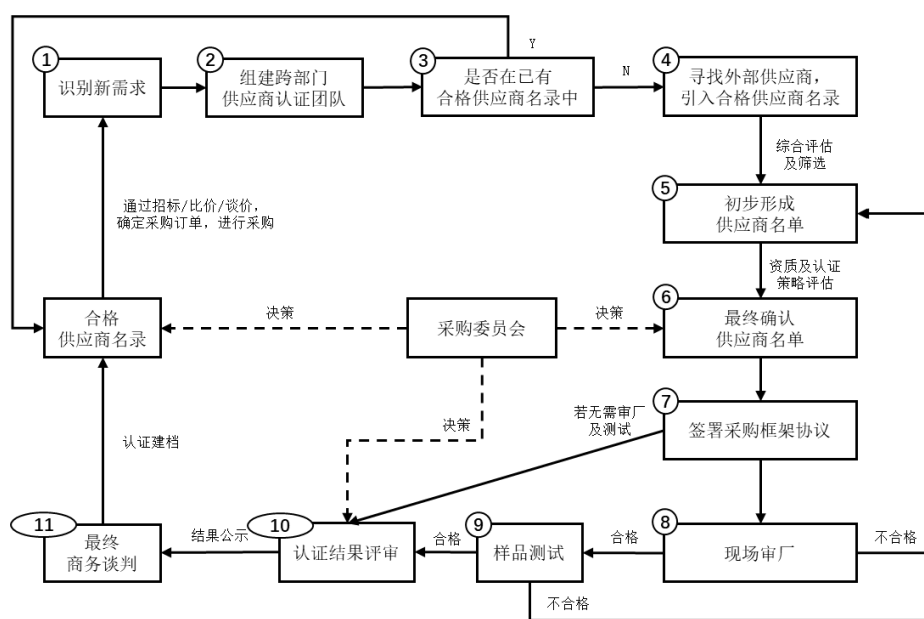 Y
①
识别新需求
②
组建跨部门
供应商认证团队
③
是否在已有
合格供应商名录中
N
④
寻找外部供应商,
引入合格供应商名录
综合评估
及筛选
⑤
初步形成
供应商名单
通过招标/比价/谈价,
确定采购订单, 进行采购
资质及认证
策略评估
合格
供应商名录
决策
采购委员会
决策
⑥
最终确认
供应商名单
决策
若无需审厂
及测试
⑦
签署采购框架协议
认证建档
11
最终
商务谈判
结果公示
10
认证结果评审
合格
⑨
样品测试
合格
⑧
现场审厂
不合格
不合格